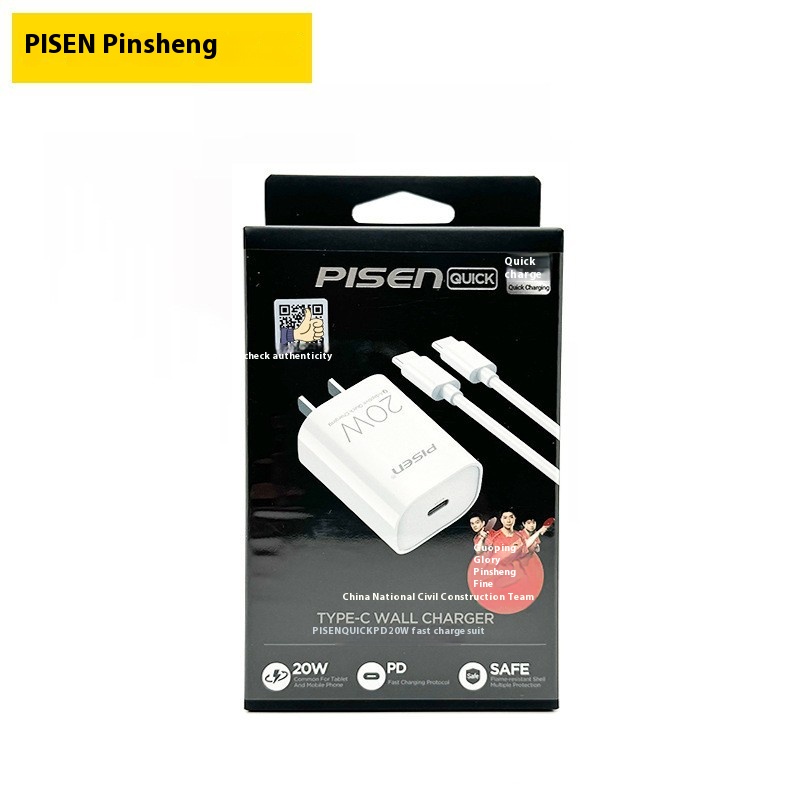 PISEN Pinsheng
PISEN QUICK
Quick
charge
Quick Charging
check authenticity
20W
PISEN
Guoping
Glory
Pinsheng
Fine
China National Civil Construction Team
TYPE-C WALL CHARGER
PISENQUICKPD20W fast charge suit
20W
Common For Tablet
And Mobile Phone
PD
Fast Charging Protocol
Safe
SAFE
Flame-resistant Shell
Multiple Protection